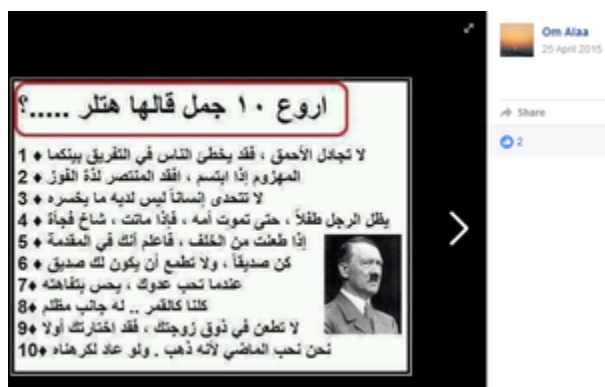 اروع ١٠ جمل قالها هتلر .....؟
1 ♦ لا تجادل الأحمق ، فقد يخطئ الناس في التفريق بينكما
2 ♦ المهزوم إذا ابتسم ، افقد المنتصر لذة الفوز
3 ♦ لا تتحدى إنساناً ليس لديه ما يخسره
4 ♦ يظل الرجل طفلاً ، حتى تموت أمه ، فإذا ماتت ، شاخ فجأة
5 ♦ إذا طعنت من الخلف ، فاعلم أنك في المقدمة
6 ♦ كن صديقاً ، ولا تطمع أن يكون لك صديق
7♦ عندما تحب عدوك ، يحس بتفاهته
8♦ كلنا كالقمر .. له جانب مظلم
9♦ لا تطعن في ذوق زوجتك ، فقد اختارتك أولا
10♦ نحن نحب الماضي لأنه ذهب . ولو عاد لكرهناه
Om Alaa
25 April 2015
Share
2